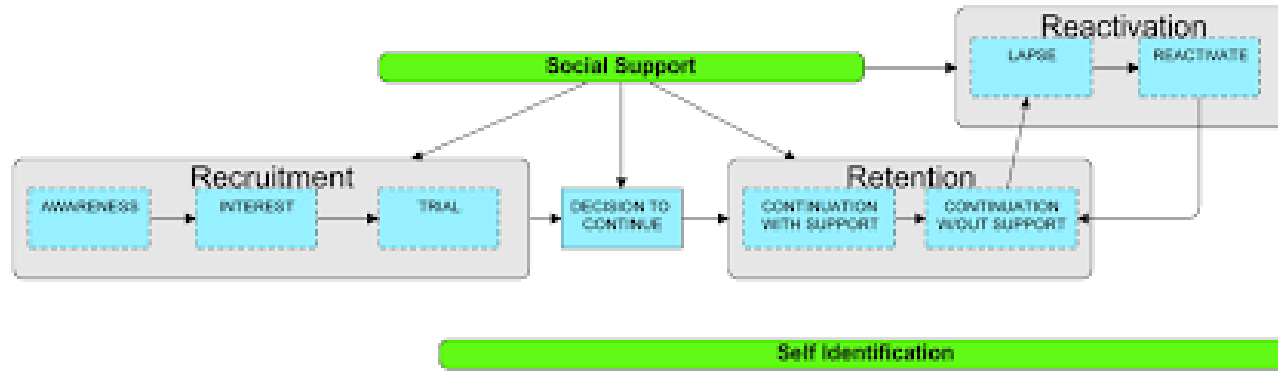 Reactivation
LAPSE
REACTIVATE
Social Support
Recruitment
AWARENESS
INTEREST
TRIAL
DECISION TO
CONTINUE
Retention
CONTINUATION
WITH SUPPORT
CONTINUATION
W/OUT SUPPORT
Self Identification